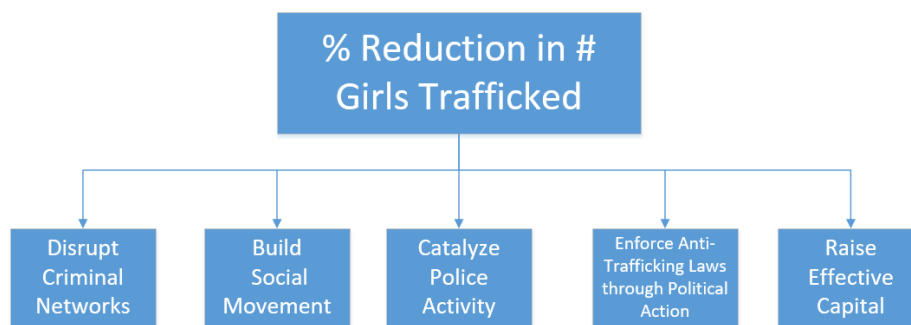 % Reduction in #
Girls Trafficked
Disrupt
Criminal
Networks
Build
Social
Movement
Catalyze
Police
Activity
Enforce Anti-
Trafficking Laws
through Political
Action
Raise
Effective
Capital